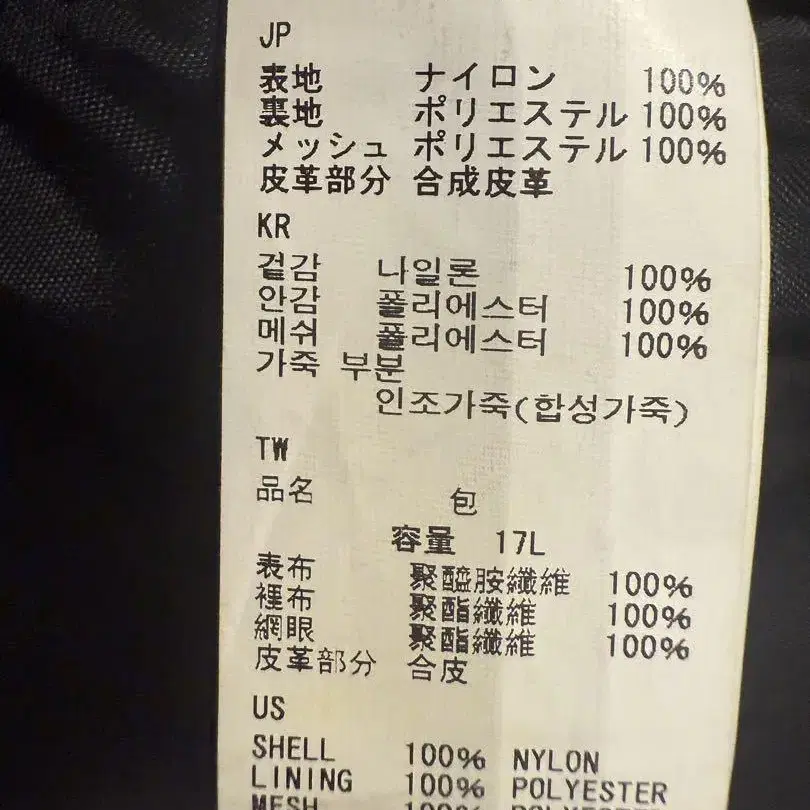 JP
表地 ナイロン 100%
裏地 ポリエステル 100%
メッシュ ポリエステル 100%
皮革部分 合成皮革
KR
겉감 나일론 100%
안감 폴리에스터 100%
메쉬 폴리에스터 100%
가죽 부분
인조가죽(합성가죽)
TW
品名 包
容量 17L
表布 聚醯胺纖維 100%
裡布 聚酯纖維 100%
網眼 聚酯纖維 100%
皮革部分 合皮
US
SHELL 100% NYLON
LINING 100% POLYESTER
MESH 100% POLYESTER